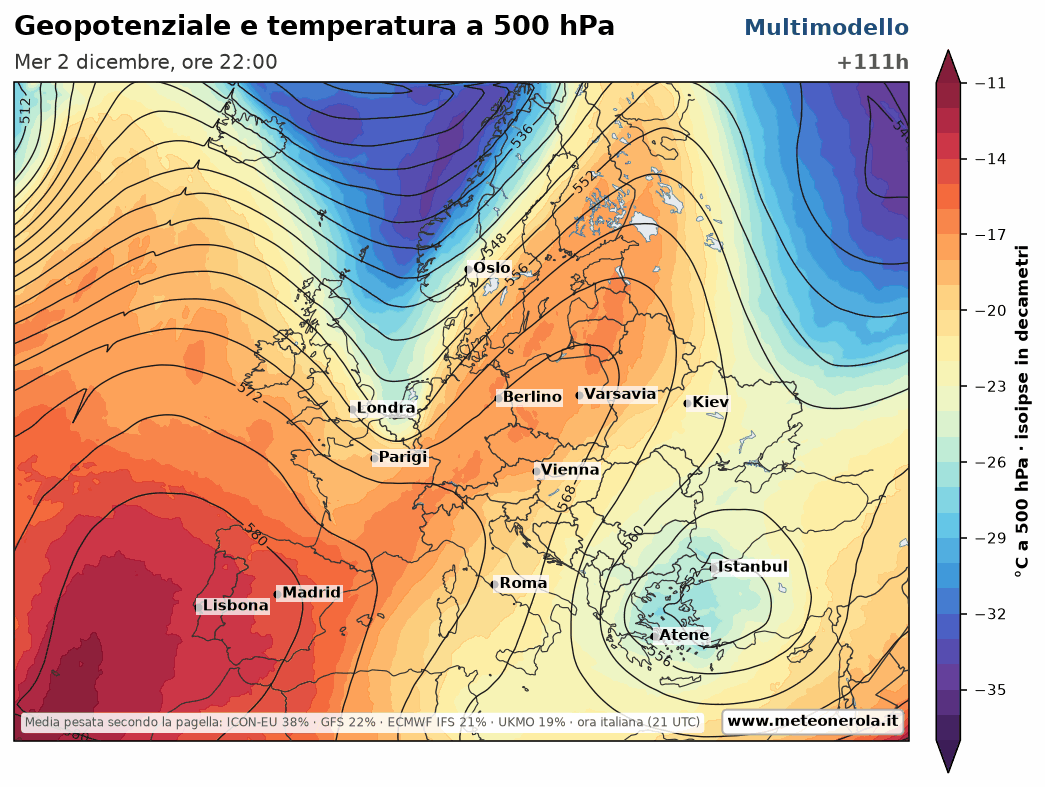 Geopotenziale e temperatura a 500 hPa
Multimodello
Mer 2 dicembre, ore 22:00
+111h
512
536
552
548
556
572
580
568
560
556
Oslo
Londra
Berlino
Varsavia
Kiev
Parigi
Vienna
Istanbul
Roma
Madrid
Lisbona
Atene
−11
−14
−17
−20
−23
−26
−29
−32
−35
°C a 500 hPa · isoipse in decametri
Media pesata secondo la pagella: ICON-EU 38% · GFS 22% · ECMWF IFS 21% · UKMO 19% · ora italiana (21 UTC)
www.meteonerola.it